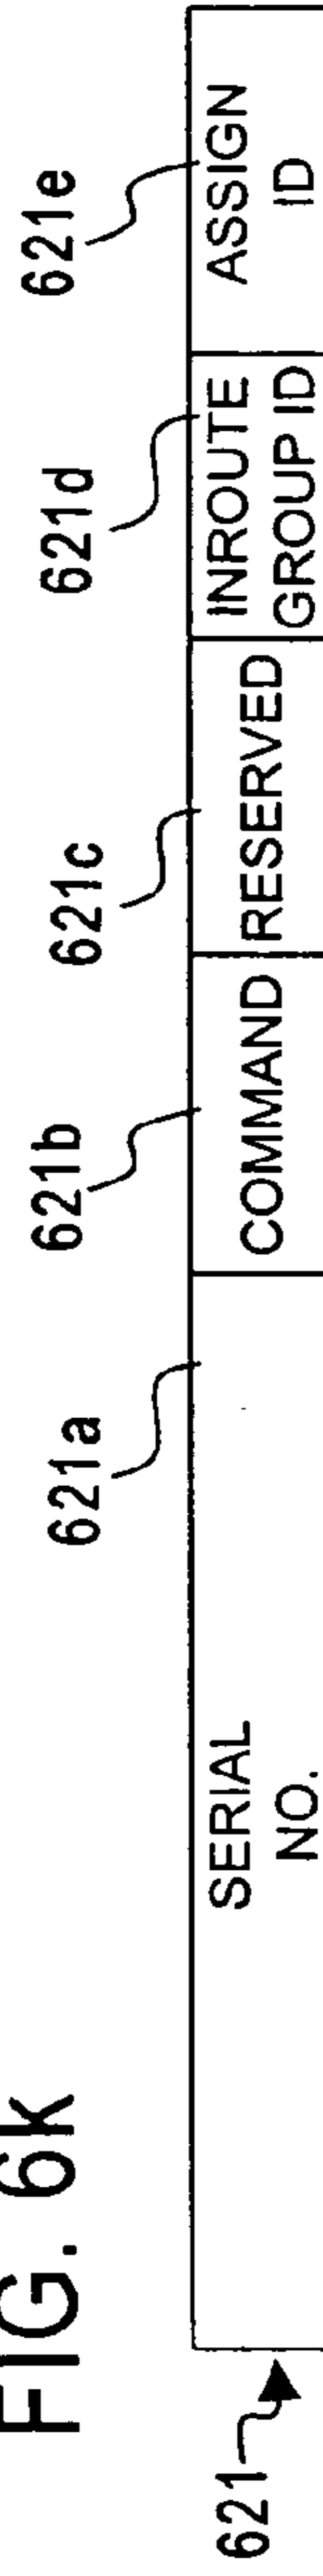 FIG. 6k
621a
621b
621c
621d
621e
621
SERIAL
NO.
COMMAND
RESERVED
INROUTE
GROUP ID
ASSIGN
ID